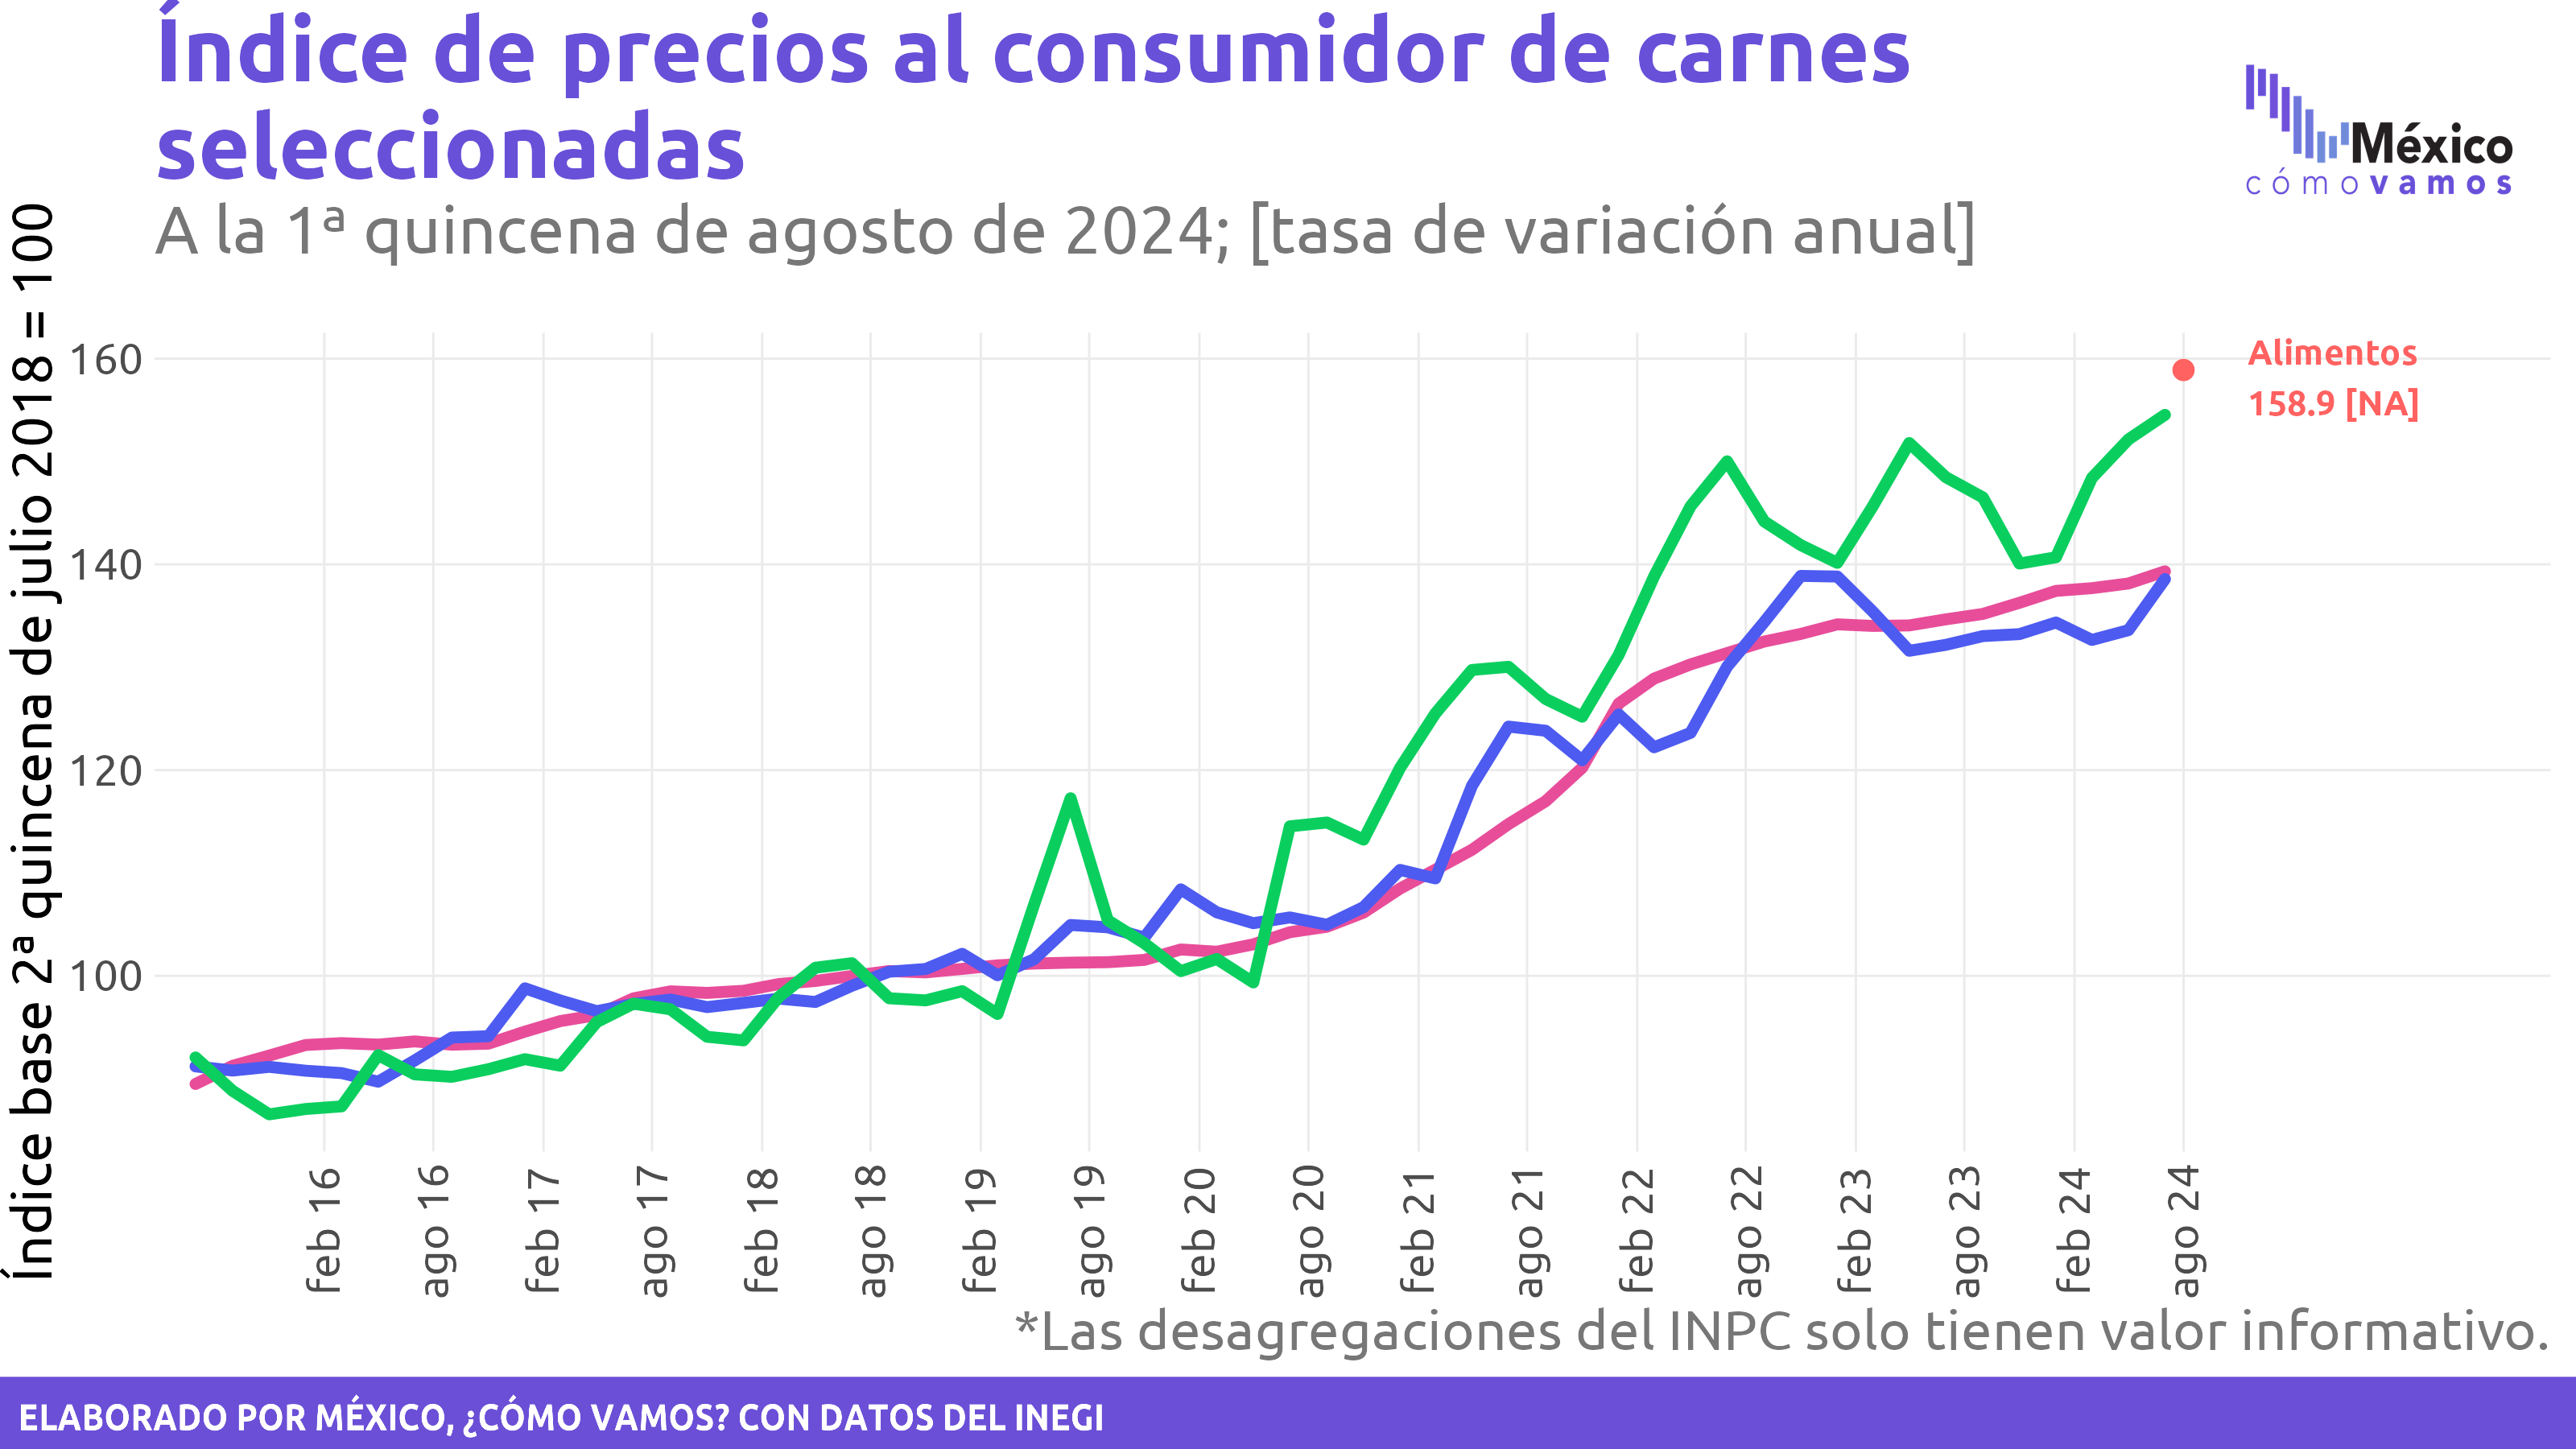 Índice de precios al consumidor de carnes
seleccionadas
México
cómovamos
A la 1ª quincena de agosto de 2024; [tasa de variación anual]
Índice base 2ª quincena de julio 2018 = 100
160
140
120
100
Alimentos
158.9 [NA]
feb 16
ago 16
feb 17
ago 17
feb 18
ago 18
feb 19
ago 19
feb 20
ago 20
feb 21
ago 21
feb 22
ago 22
feb 23
ago 23
feb 24
ago 24
*Las desagregaciones del INPC solo tienen valor informativo.
ELABORADO POR MÉXICO, ¿CÓMO VAMOS? CON DATOS DEL INEGI